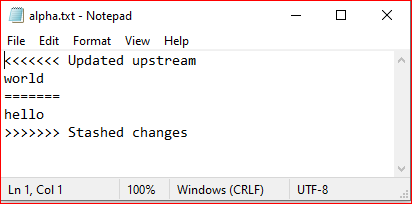 alpha.txt - Notepad
File Edit Format View Help
<<<<<<< Updated upstream
world
=======
hello
>>>>>>> Stashed changes
Ln 1, Col 1 100% Windows (CRLF) UTF-8